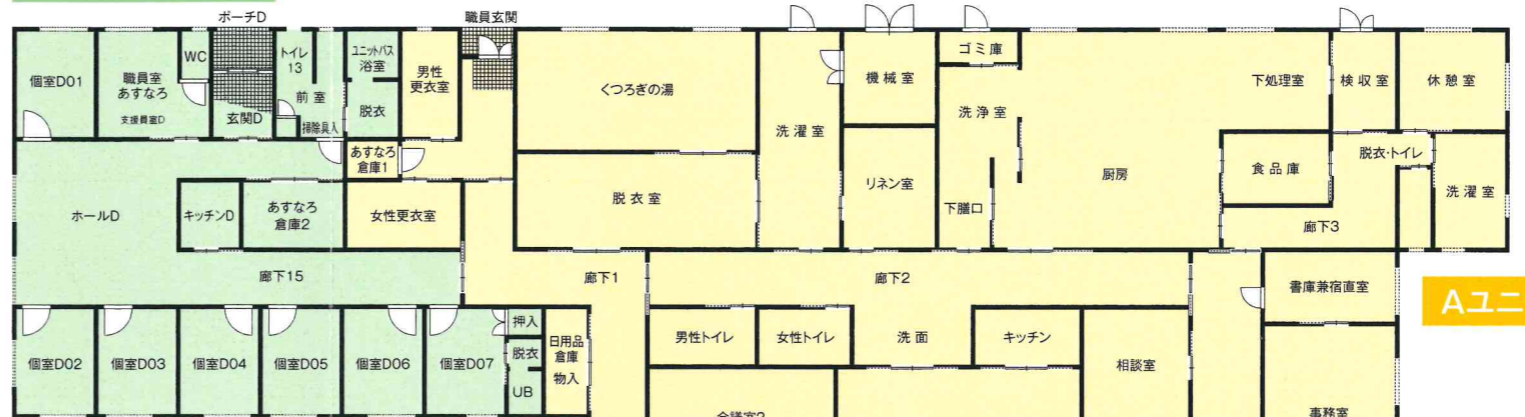 ポーチD
職員玄関
個室D01
職員室
あすなろ
支援員室D
WC
玄関D
トイレ
13
前室
掃除具入
ユニットバス
浴室
脱衣
男性
更衣室
あすなろ
倉庫1
くつろぎの湯
脱衣室
洗濯室
機械室
リネン室
ゴミ庫
洗浄室
下膳口
厨房
下処理室
検収室
休憩室
食品庫
脱衣・トイレ
洗濯室
廊下3
ホールD
キッチンD
あすなろ
倉庫2
女性更衣室
廊下15
廊下1
廊下2
書庫兼宿直室
Aユニ
個室D02
個室D03
個室D04
個室D05
個室D06
個室D07
押入
脱衣
UB
日用品
倉庫
物入
男性トイレ
女性トイレ
洗面
キッチン
相談室
会議室2
事務室